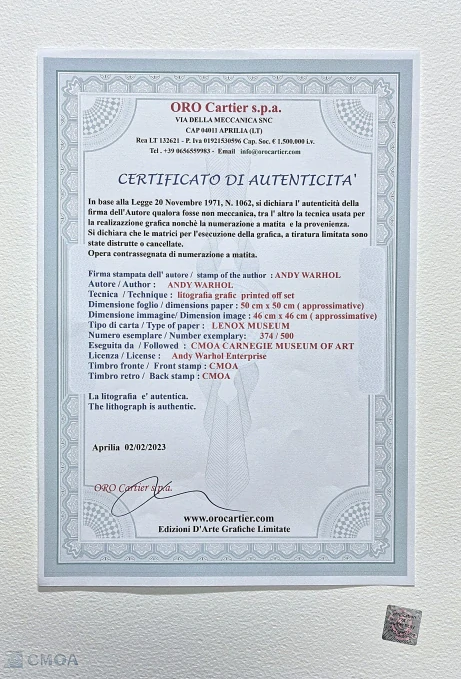 ORO Cartier s.p.a.
VIA DELLA MECCANICA SNC
CAP 04011 APRILIA (LT)
Rea LT 132621 - P. Iva 01921530596 Cap. Soc. € 1.500.000 i.v.
Tel . +39 0656559983 - Email info@orocartier.com
CERTIFICATO DI AUTENTICITA'
In base alla Legge 20 Novembre 1971, N. 1062, si dichiara l' autenticità della
firma dell'Autore qualora fosse non meccanica, tra l' altro la tecnica usata per
la realizazzione grafica nonchè la numerazione a matita e la provenienza.
Si dichiara che le matrici per l'esecuzione della grafica, a tiratura limitata sono
state distrutte o cancellate.
Opera contrassegnata di numerazione a matita.
Firma stampata dell' autore / stamp of the author : ANDY WARHOL
Autore / Author : ANDY WARHOL
Tecnica / Technique : litografia grafic printed off set
Dimensione foglio / dimensions paper : 50 cm x 50 cm ( approssimative)
Dimensione immagine/ Dimension image : 46 cm x 46 cm ( approssimative)
Tipo di carta / Type of paper : LENOX MUSEUM
Numero esemplare / Number exemplary: 374 / 500
Eseguita da / Followed : CMOA CARNEGIE MUSEUM OF ART
Licenza / License : Andy Warhol Enterprise
Timbro fronte / Front stamp : CMOA
Timbro retro / Back stamp : CMOA
La litografia e' autentica.
The lithograph is authentic.
Aprilia 02/02/2023
ORO Cartier s.p.a.
www.orocartier.com
Edizioni D'Arte Grafiche Limitate
CMOA